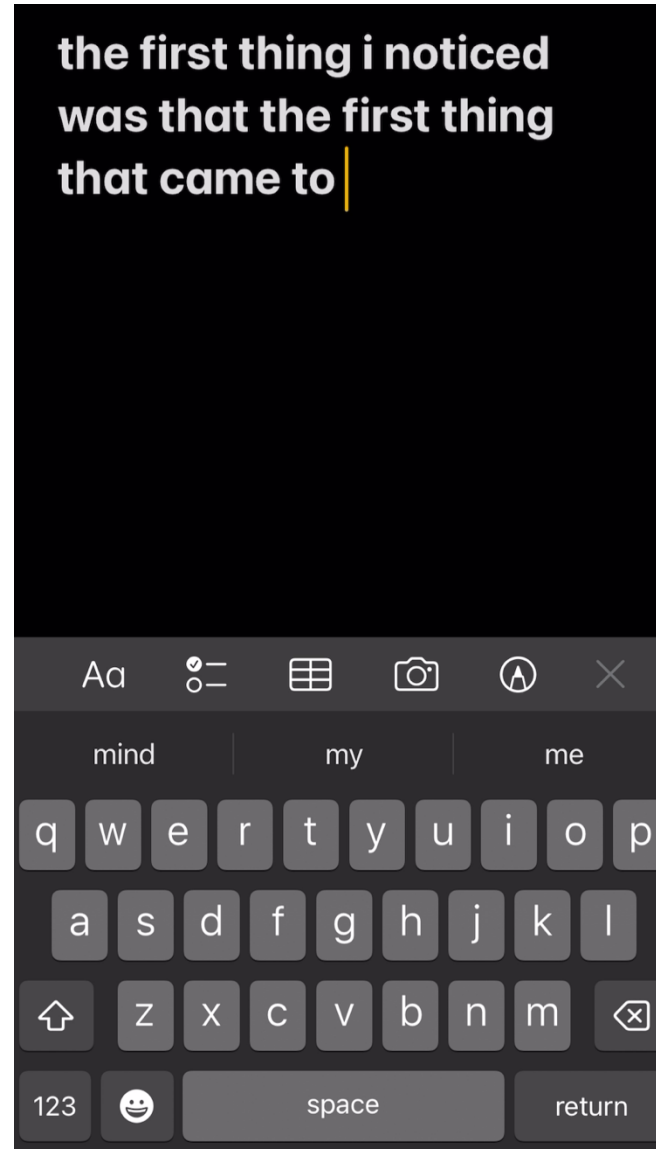 the first thing i noticed
was that the first thing
that came to
Aa
mind my me
q w e r t y u i o p
a s d f g h j k l
z x c v b n m
123 space return